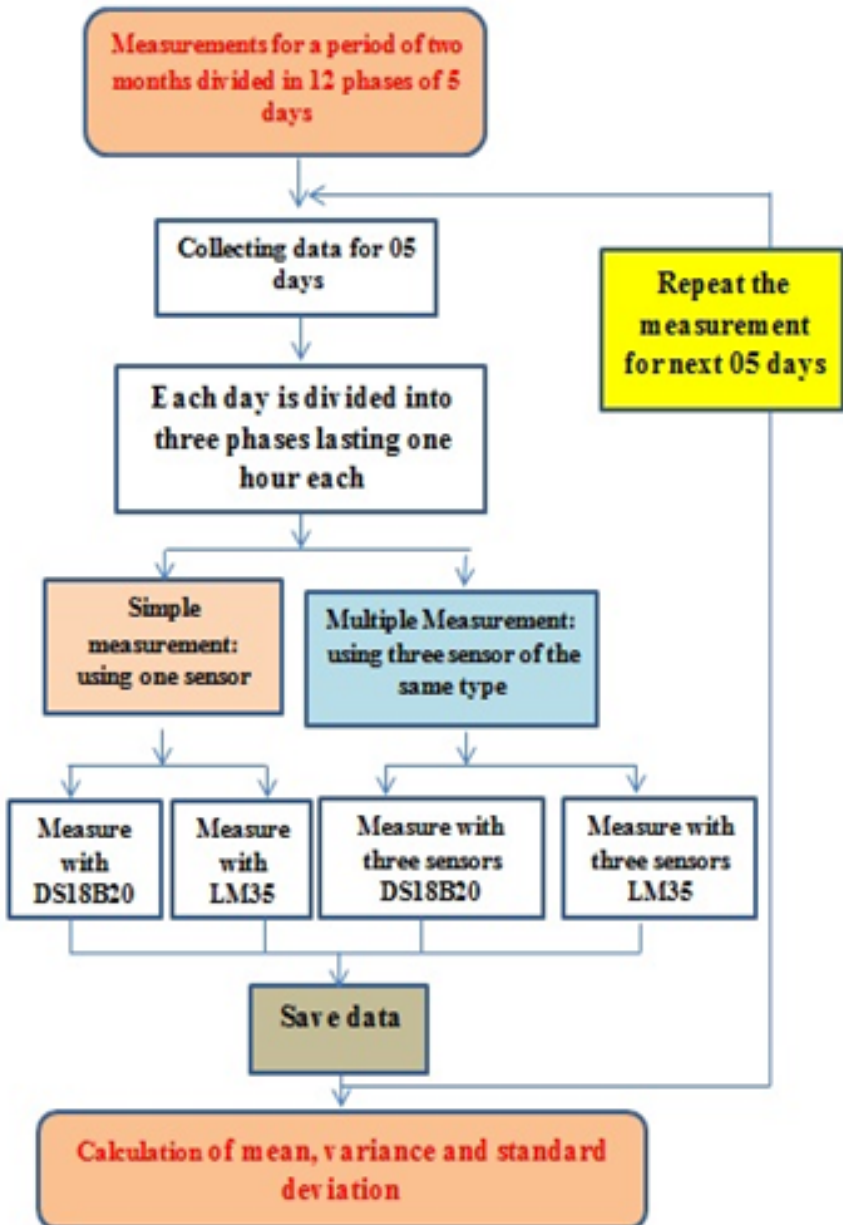 Measurements for a period of two
months divided in 12 phases of 5
days
Collecting data for 05
days
Repeat the
measurement
for next 05 days
Each day is divided into
three phases lasting one
hour each
Simple
measurement:
using one sensor
Multiple Measurement:
using three sensor of the
same type
Measure
with
DS18B20
Measure
with
LM35
Measure with
three sensors
DS18B20
Measure with
three sensors
LM35
Save data
Calculation of mean, variance and standard
deviation